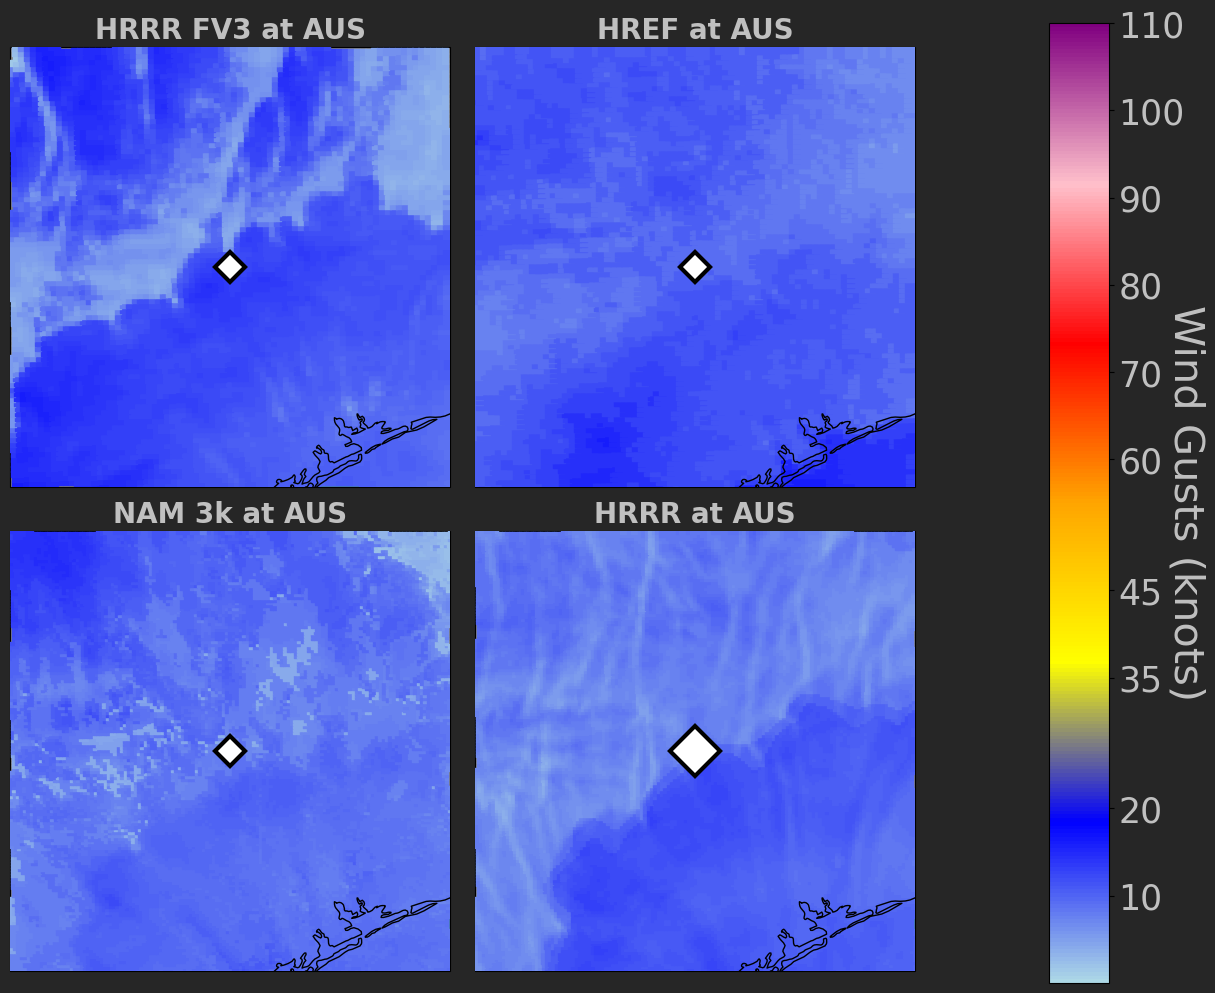 HRRR FV3 at AUS
HREF at AUS
NAM 3k at AUS
HRRR at AUS
110
100
90
80
70
60
45
35
20
10
Wind Gusts (knots)